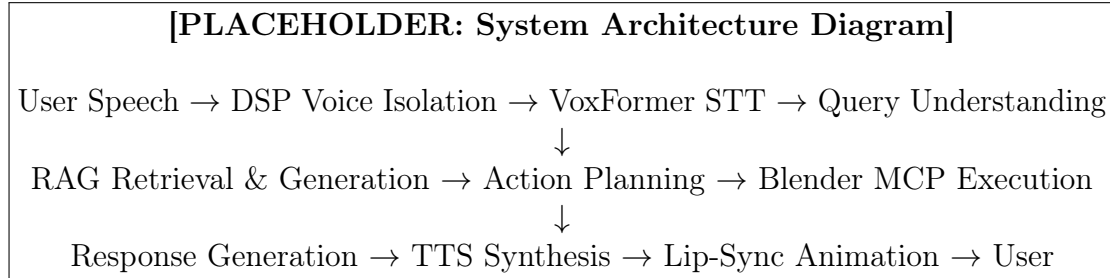 [PLACEHOLDER: System Architecture Diagram]
User Speech → DSP Voice Isolation → VoxFormer STT → Query Understanding
↓
RAG Retrieval & Generation → Action Planning → Blender MCP Execution
↓
Response Generation → TTS Synthesis → Lip-Sync Animation → User